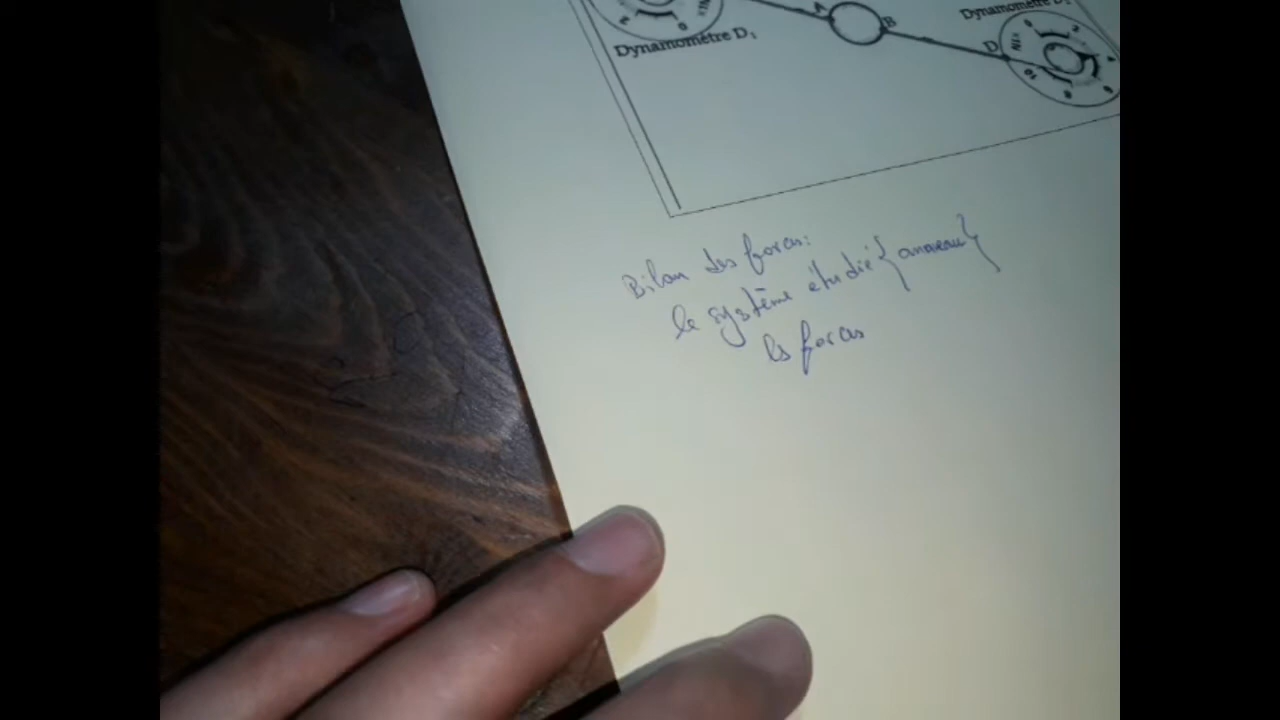 A
B
D
Dynamomètre D₁
Dynamomètre D₂
Bilan des forces:
le système étudié {anneau}
les forces